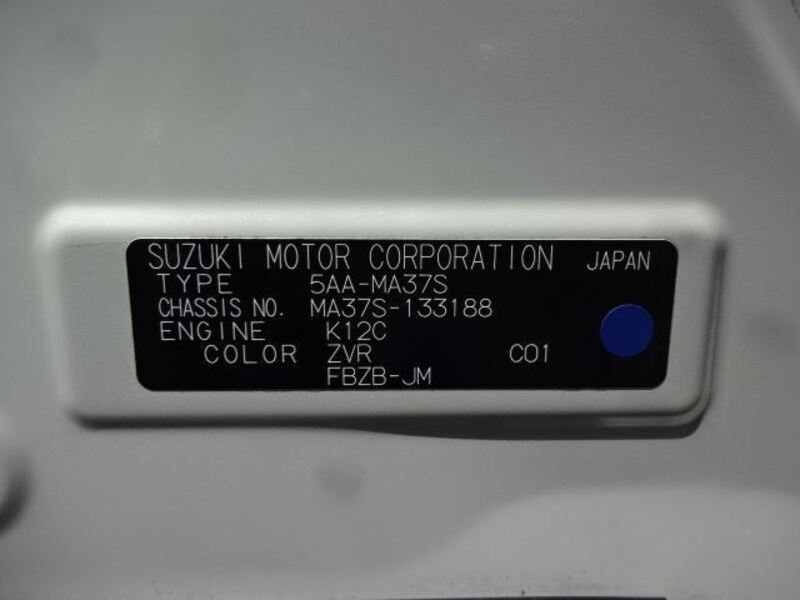 SUZUKI MOTOR CORPORATION JAPAN
TYPE 5AA-MA37S
CHASSIS NO. MA37S-133188
ENGINE K12C
COLOR ZVR C01
FBZB-JM